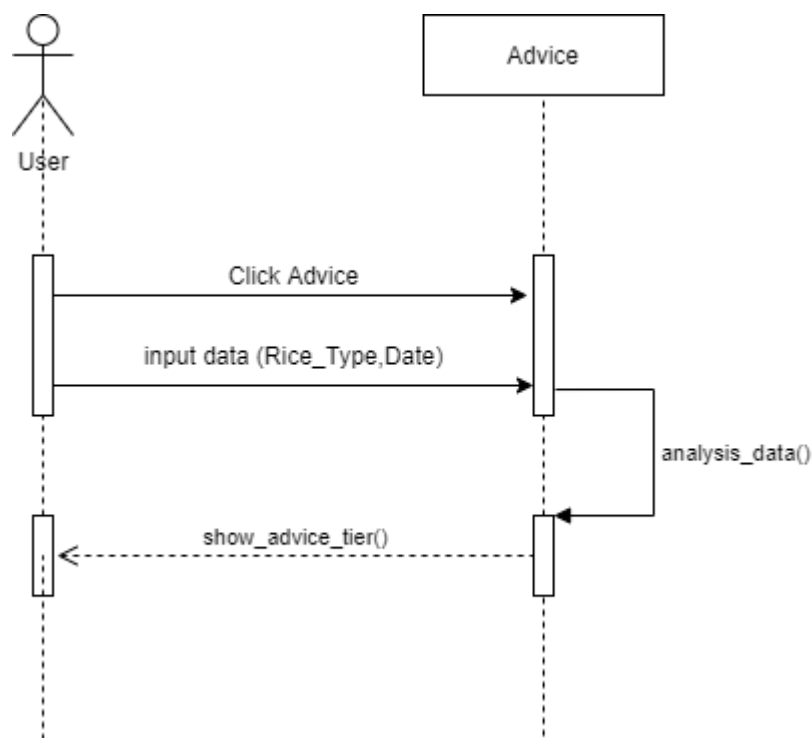 Advice
User
Click Advice
input data (Rice_Type,Date)
analysis_data()
show_advice_tier()